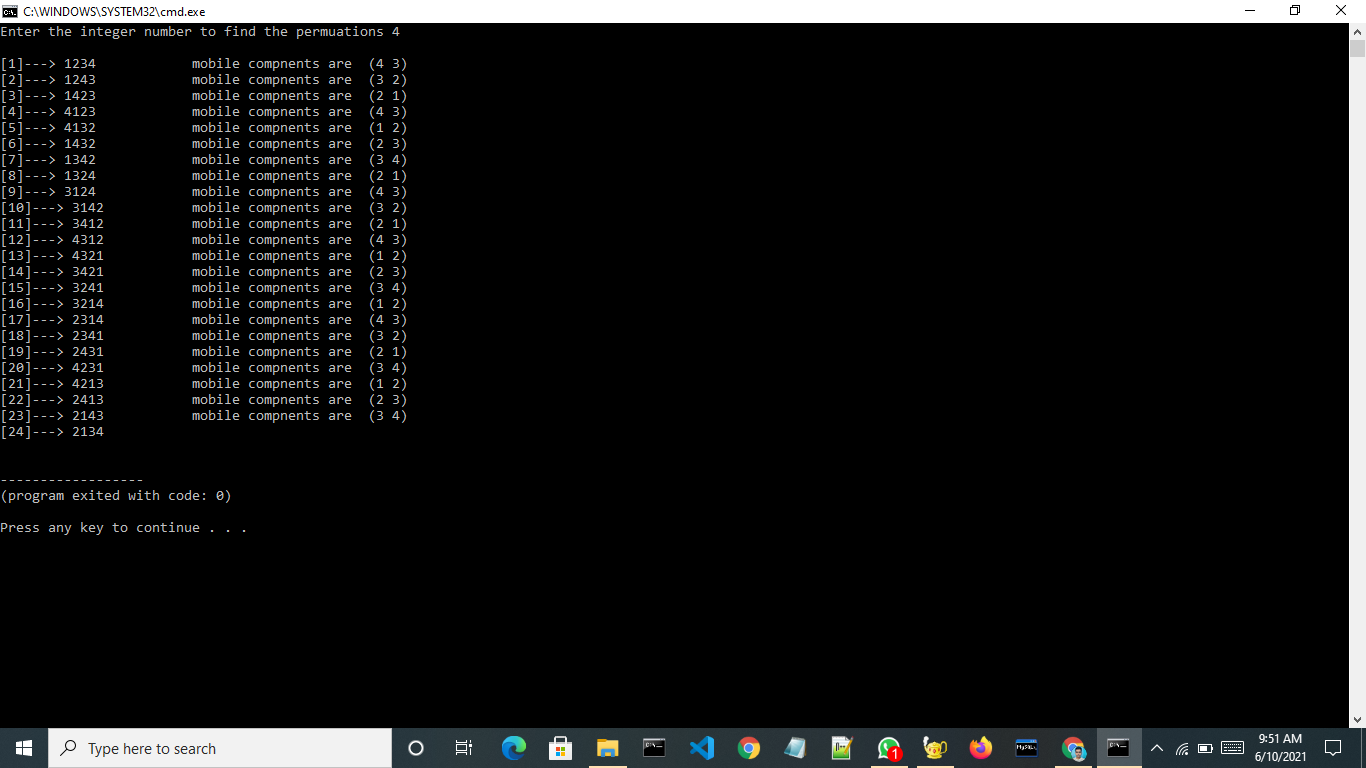 C:\WINDOWS\SYSTEM32\cmd.exe
Enter the integer number to find the permuations 4
[1]---> 1234 mobile compnents are (4 3)
[2]---> 1243 mobile compnents are (3 2)
[3]---> 1423 mobile compnents are (2 1)
[4]---> 4123 mobile compnents are (4 3)
[5]---> 4132 mobile compnents are (1 2)
[6]---> 1432 mobile compnents are (2 3)
[7]---> 1342 mobile compnents are (3 4)
[8]---> 1324 mobile compnents are (2 1)
[9]---> 3124 mobile compnents are (4 3)
[10]---> 3142 mobile compnents are (3 2)
[11]---> 3412 mobile compnents are (2 1)
[12]---> 4312 mobile compnents are (4 3)
[13]---> 4321 mobile compnents are (1 2)
[14]---> 3421 mobile compnents are (2 3)
[15]---> 3241 mobile compnents are (3 4)
[16]---> 3214 mobile compnents are (1 2)
[17]---> 2314 mobile compnents are (4 3)
[18]---> 2341 mobile compnents are (3 2)
[19]---> 2431 mobile compnents are (2 1)
[20]---> 4231 mobile compnents are (3 4)
[21]---> 4213 mobile compnents are (1 2)
[22]---> 2413 mobile compnents are (2 3)
[23]---> 2143 mobile compnents are (3 4)
[24]---> 2134
------------------
(program exited with code: 0)
Press any key to continue . . .
Type here to search
1
MySQL
9:51 AM
6/10/2021